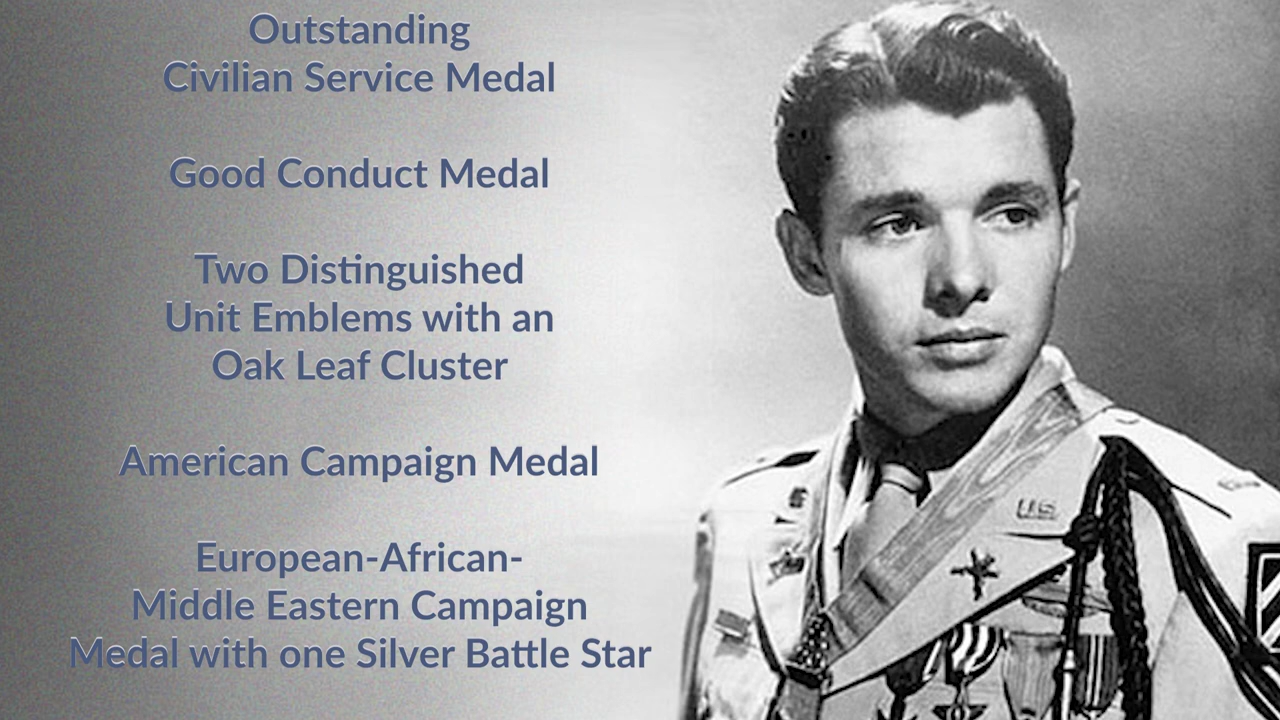 Outstanding
Civilian Service Medal
Good Conduct Medal
Two Distinguished
Unit Emblems with an
Oak Leaf Cluster
American Campaign Medal
European-African-
Middle Eastern Campaign
Medal with one Silver Battle Star
U.S.